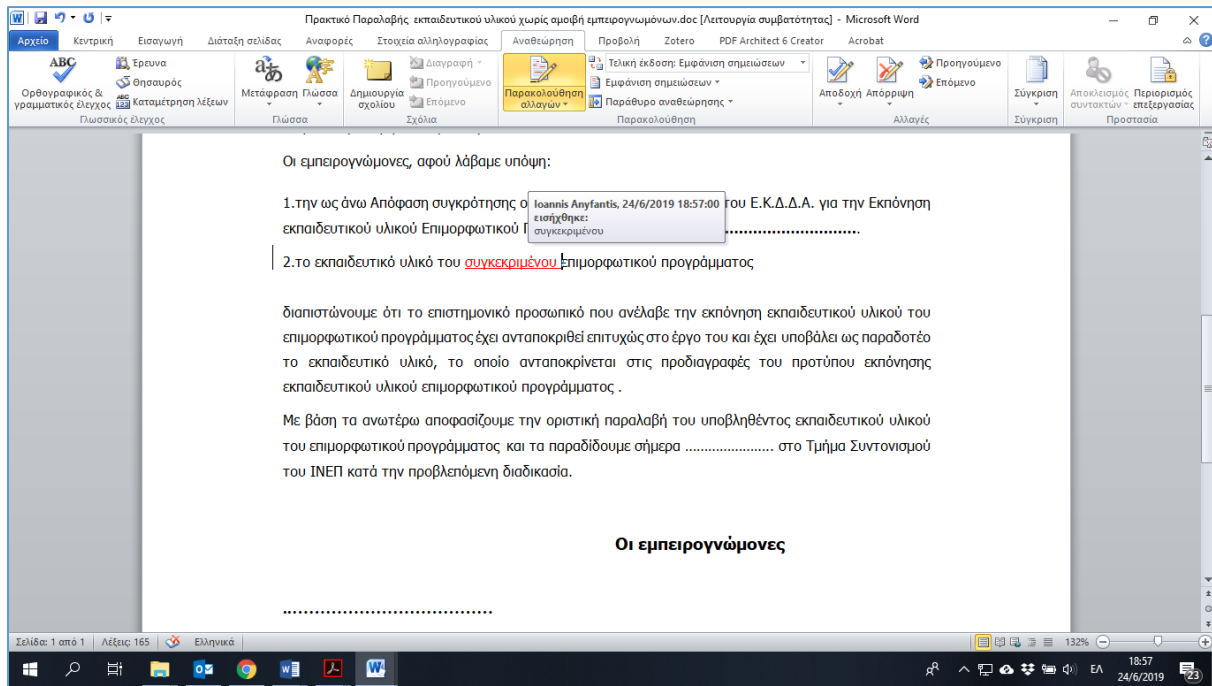 Πρακτικό Παραλαβής εκπαιδευτικού υλικού χωρίς αμοιβή εμπειρογνωμόνων.doc [Λειτουργία συμβατότητας] - Microsoft Word
Αρχείο Κεντρική Εισαγωγή Διάταξη σελίδας Αναφορές Στοιχεία αλληλογραφίας Αναθεώρηση Προβολή Zotero PDF Architect 6 Creator Acrobat
Ορθογραφικός & γραμματικός έλεγχος
Έρευνα
Θησαυρός
Καταμέτρηση λέξεων
Γλωσσικός έλεγχος
Μετάφραση Γλώσσα
Γλώσσα
Δημιουργία σχολίου
Διαγραφή
Προηγούμενο
Επόμενο
Σχόλια
Παρακολούθηση αλλαγών
Τελική έκδοση: Εμφάνιση σημειώσεων
Εμφάνιση σημειώσεων
Παράθυρο αναθεώρησης
Παρακολούθηση
Αποδοχή Απόρριψη
Προηγούμενο
Επόμενο
Αλλαγές
Σύγκριση
Σύγκριση
Αποκλεισμός συντακτών
Περιορισμός επεξεργασίας
Προστασία
Οι εμπειρογνώμονες, αφού λάβαμε υπόψη:
1.την ως άνω Απόφαση συγκρότησης ο του Ε.Κ.Δ.Δ.Α. για την Εκπόνηση
εκπαιδευτικού υλικού Επιμορφωτικού Π ..............................
Ioannis Anyfantis, 24/6/2019 18:57:00
εισήχθηκε:
συγκεκριμένου
2.το εκπαιδευτικό υλικό του συγκεκριμένου επιμορφωτικού προγράμματος
διαπιστώνουμε ότι το επιστημονικό προσωπικό που ανέλαβε την εκπόνηση εκπαιδευτικού υλικού του
επιμορφωτικού προγράμματος έχει ανταποκριθεί επιτυχώς στο έργο του και έχει υποβάλει ως παραδοτέο
το εκπαιδευτικό υλικό, το οποίο ανταποκρίνεται στις προδιαγραφές του προτύπου εκπόνησης
εκπαιδευτικού υλικού επιμορφωτικού προγράμματος .
Με βάση τα ανωτέρω αποφασίζουμε την οριστική παραλαβή του υποβληθέντος εκπαιδευτικού υλικού
του επιμορφωτικού προγράμματος και τα παραδίδουμε σήμερα ....................... στο Τμήμα Συντονισμού
του ΙΝΕΠ κατά την προβλεπόμενη διαδικασία.
Οι εμπειρογνώμονες
.....................................
Σελίδα: 1 από 1 Λέξεις: 165 Ελληνικά 132%
ΕΛ 18:57
24/6/2019 23